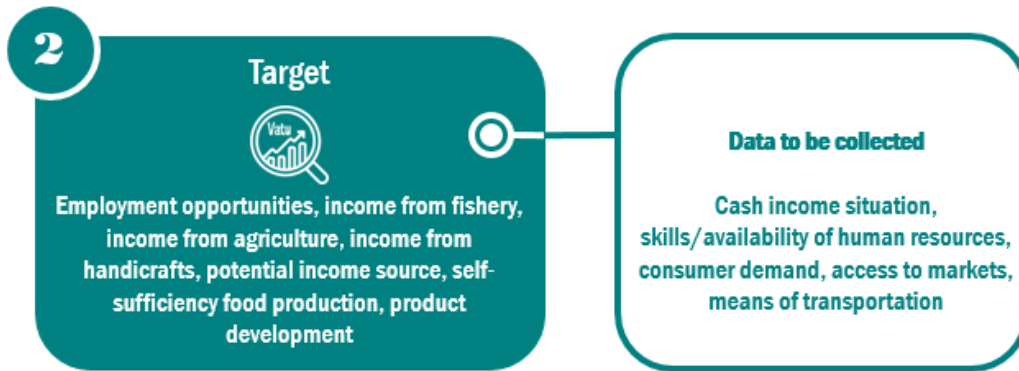 2
Target
Vatu
Employment opportunities, income from fishery,
income from agriculture, income from
handicrafts, potential income source, self-
sufficiency food production, product
development
Data to be collected
Cash income situation,
skills/availability of human resources,
consumer demand, access to markets,
means of transportation